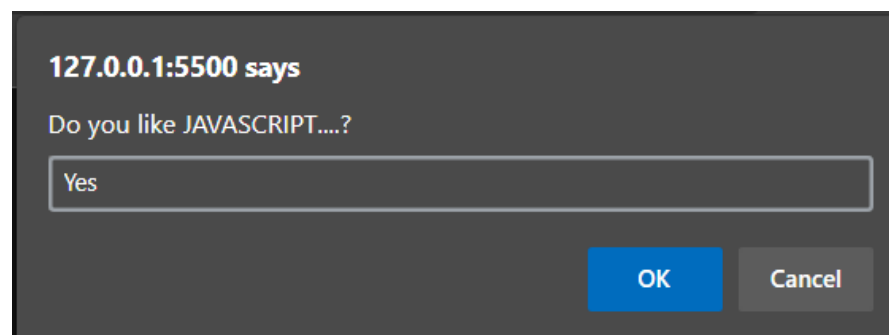 127.0.0.1:5500 says
Do you like JAVASCRIPT....?
Yes
OK Cancel